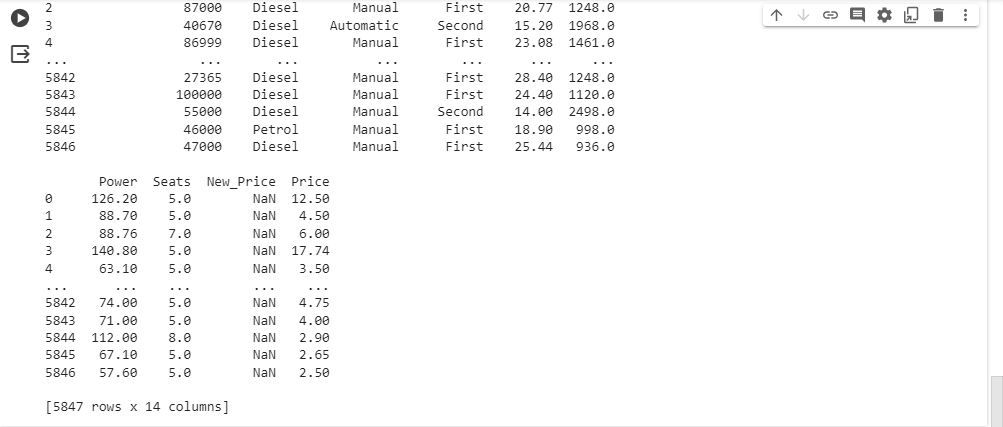 2 87000 Diesel Manual First 20.77 1248.0
3 40670 Diesel Automatic Second 15.20 1968.0
4 86999 Diesel Manual First 23.08 1461.0
... ... ... ... ... ... ...
5842 27365 Diesel Manual First 28.40 1248.0
5843 100000 Diesel Manual First 24.40 1120.0
5844 55000 Diesel Manual Second 14.00 2498.0
5845 46000 Petrol Manual First 18.90 998.0
5846 47000 Diesel Manual First 25.44 936.0
Power Seats New_Price Price
0 126.20 5.0 NaN 12.50
1 88.70 5.0 NaN 4.50
2 88.76 7.0 NaN 6.00
3 140.80 5.0 NaN 17.74
4 63.10 5.0 NaN 3.50
... ... ... ... ...
5842 74.00 5.0 NaN 4.75
5843 71.00 5.0 NaN 4.00
5844 112.00 8.0 NaN 2.90
5845 67.10 5.0 NaN 2.65
5846 57.60 5.0 NaN 2.50
[5847 rows x 14 columns]